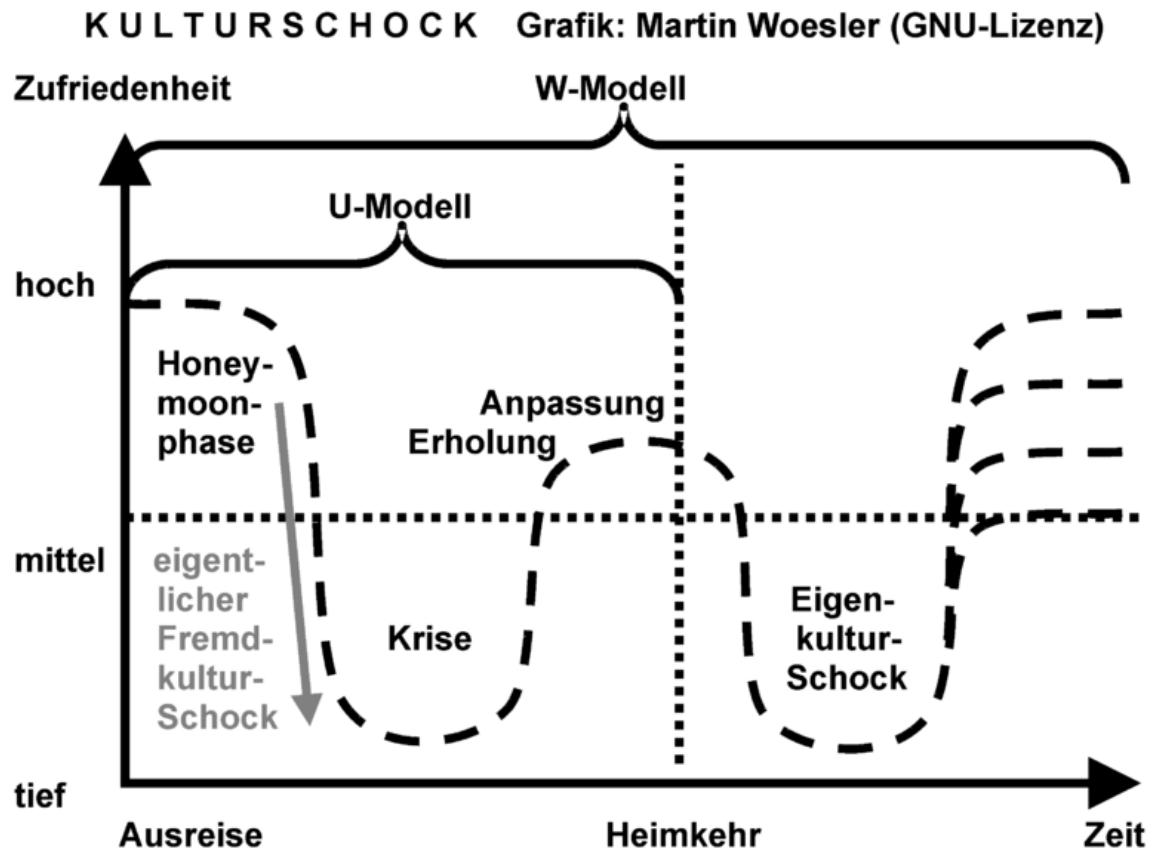 KULTURSCHOCK Grafik: Martin Woesler (GNU-Lizenz)
Zufriedenheit
W-Modell
U-Modell
hoch
Honey-
moon-
phase
Anpassung
Erholung
mittel
eigent-
licher
Fremd-
kultur-
Schock
Krise
Eigen-
kultur-
Schock
tief
Ausreise
Heimkehr
Zeit